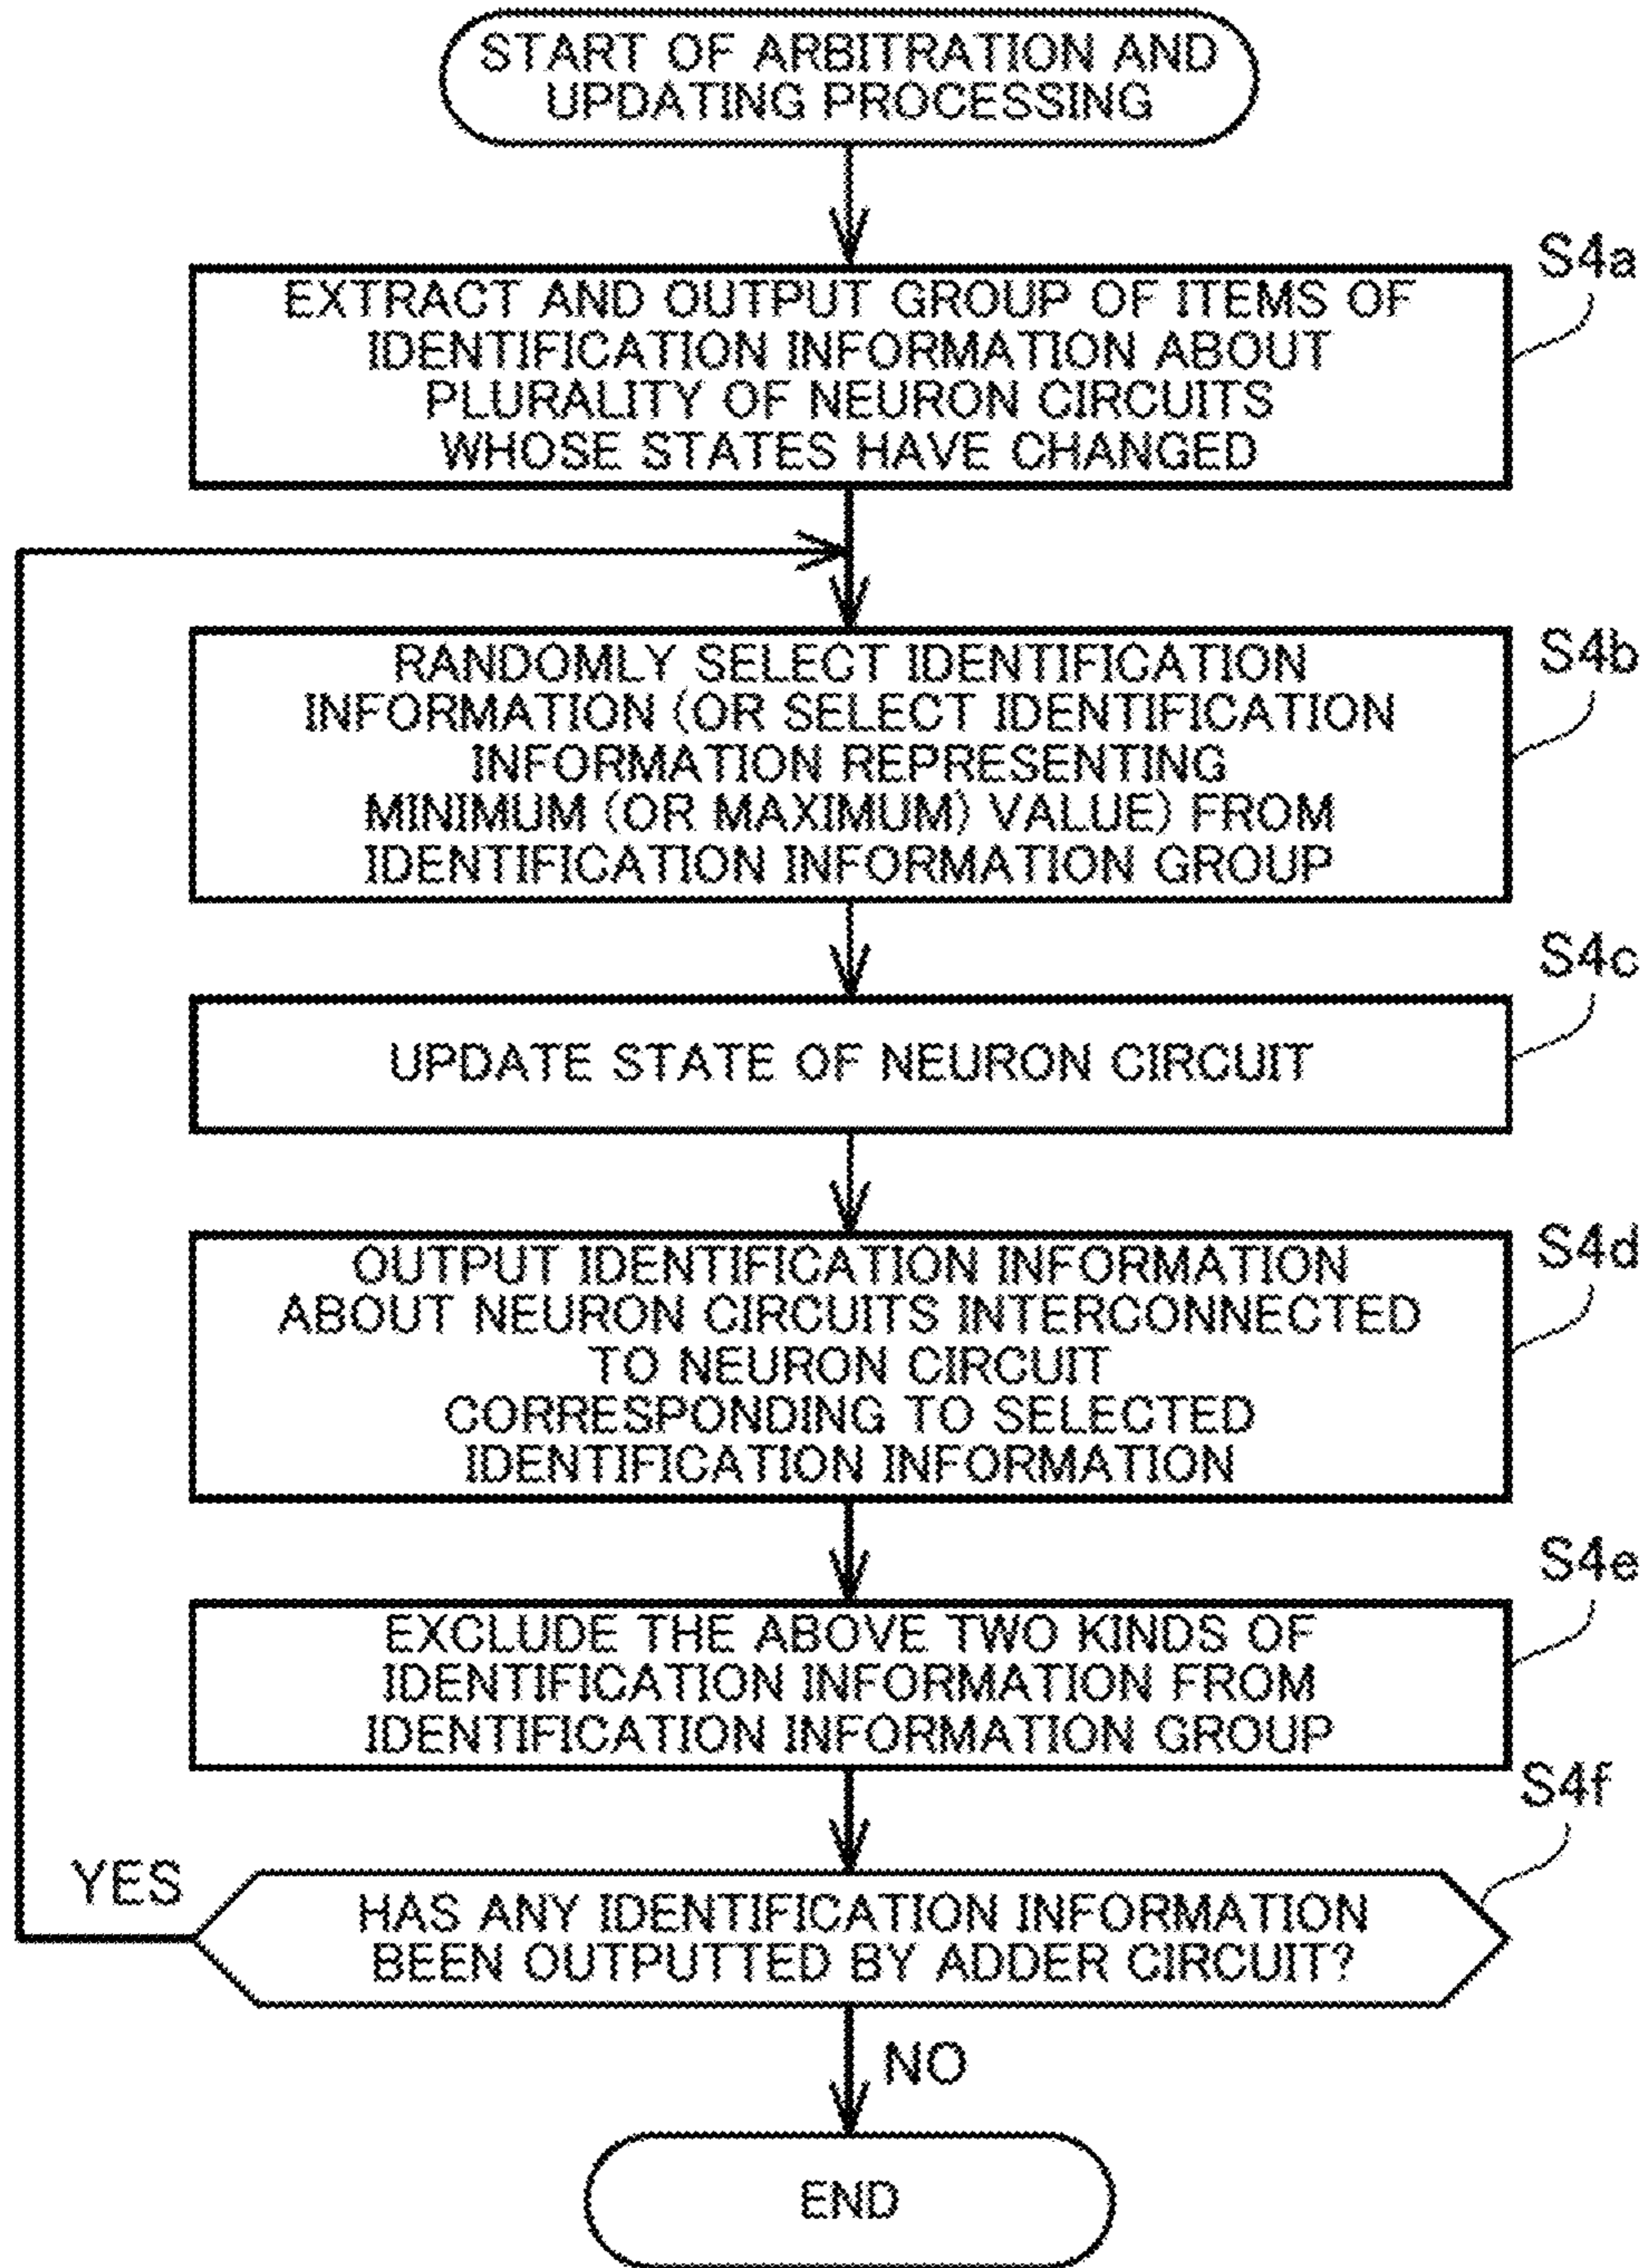 START OF ARBITRATION AND
UPDATING PROCESSING
S4a
EXTRACT AND OUTPUT GROUP OF ITEMS OF
IDENTIFICATION INFORMATION ABOUT
PLURALITY OF NEURON CIRCUITS
WHOSE STATES HAVE CHANGED
S4b
RANDOMLY SELECT IDENTIFICATION
INFORMATION (OR SELECT IDENTIFICATION
INFORMATION REPRESENTING
MINIMUM (OR MAXIMUM) VALUE) FROM
IDENTIFICATION INFORMATION GROUP
S4c
UPDATE STATE OF NEURON CIRCUIT
S4d
OUTPUT IDENTIFICATION INFORMATION
ABOUT NEURON CIRCUITS INTERCONNECTED
TO NEURON CIRCUIT
CORRESPONDING TO SELECTED
IDENTIFICATION INFORMATION
S4e
EXCLUDE THE ABOVE TWO KINDS OF
IDENTIFICATION INFORMATION FROM
IDENTIFICATION INFORMATION GROUP
S4f
YES
HAS ANY IDENTIFICATION INFORMATION
BEEN OUTPUTTED BY ADDER CIRCUIT?
NO
END